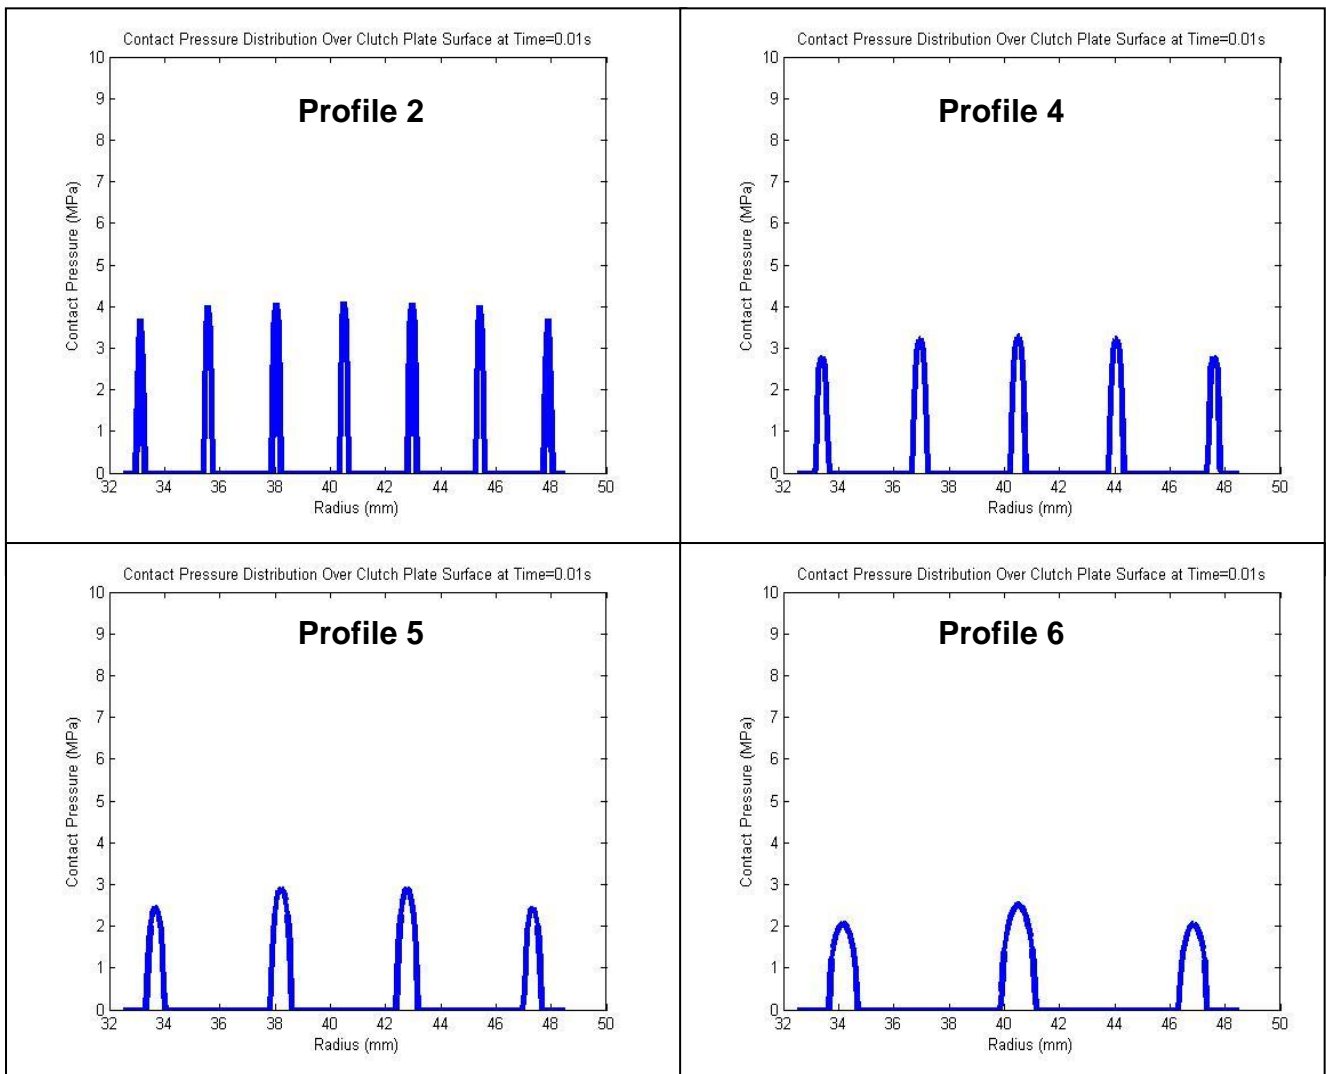 Contact Pressure Distribution Over Clutch Plate Surface at Time=0.01s
Profile 2
Contact Pressure (MPa)
10
9
8
7
6
5
4
3
2
1
0
32 34 36 38 40 42 44 46 48 50
Radius (mm)
Contact Pressure Distribution Over Clutch Plate Surface at Time=0.01s
Profile 4
Contact Pressure (MPa)
10
9
8
7
6
5
4
3
2
1
0
32 34 36 38 40 42 44 46 48 50
Radius (mm)
Contact Pressure Distribution Over Clutch Plate Surface at Time=0.01s
Profile 5
Contact Pressure (MPa)
10
9
8
7
6
5
4
3
2
1
0
32 34 36 38 40 42 44 46 48 50
Radius (mm)
Contact Pressure Distribution Over Clutch Plate Surface at Time=0.01s
Profile 6
Contact Pressure (MPa)
10
9
8
7
6
5
4
3
2
1
0
32 34 36 38 40 42 44 46 48 50
Radius (mm)